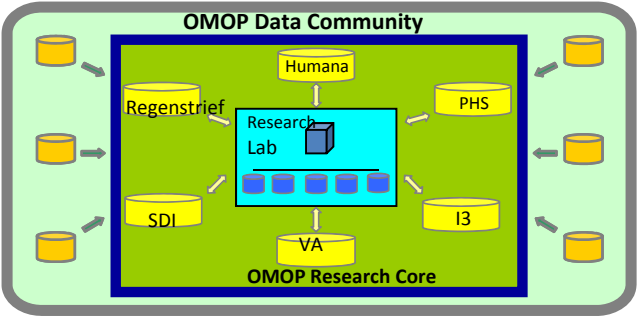 OMOP Data Community
Humana
Regenstrief
PHS
Research
Lab
SDI
I3
VA
OMOP Research Core